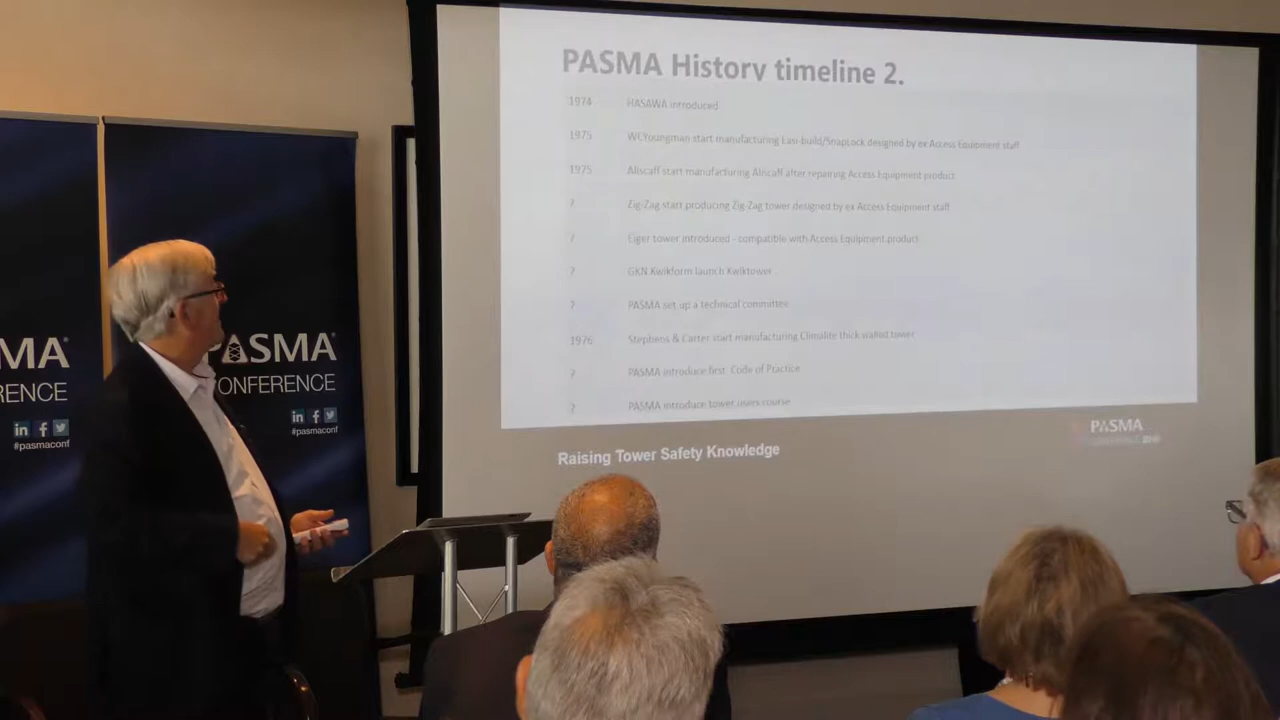 PASMA History timeline 2.
1974 HASAWA introduced
1975 WCYoungman start manufacturing Easi-build/SnapLock designed by ex Access Equipment staff
1975 Aliscaff start manufacturing Aliscaff after repairing Access Equipment product
? Zig-Zag start producing Zig-Zag tower designed by ex Access Equipment staff
? Eiger tower introduced - compatible with Access Equipment product
? GKN Kwikform launch Kwiktower
? PASMA set up a technical committee
1976 Stephens & Carter start manufacturing Climalite thick walled tower
? PASMA introduce first Code of Practice
? PASMA introduce tower users course
Raising Tower Safety Knowledge
PASMA
CONFERENCE
MA
RENCE
#pasmaconf
PASMA
ONFERENCE
#pasmaconf